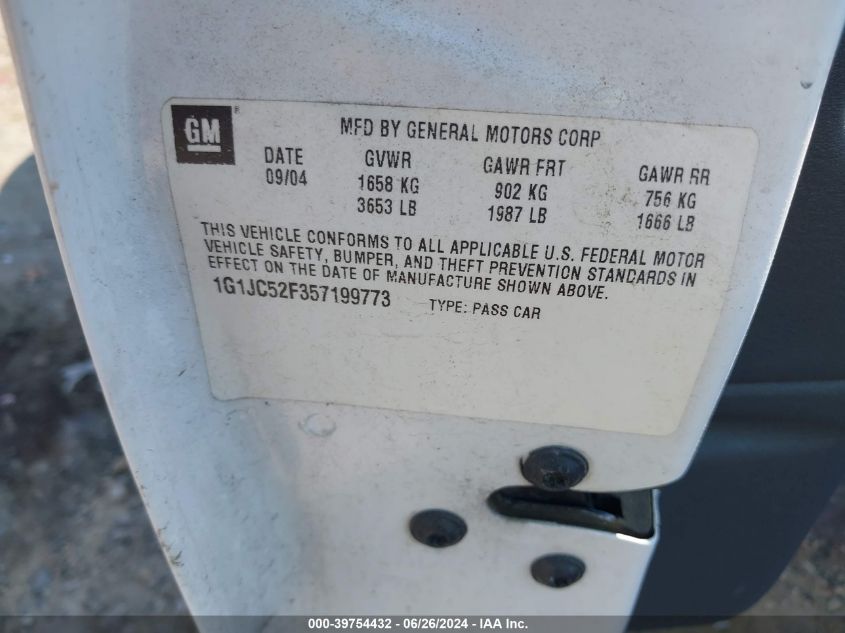 GM
MFD BY GENERAL MOTORS CORP
DATE GVWR GAWR FRT GAWR RR
09/04 1658 KG 902 KG 756 KG
3653 LB 1987 LB 1666 LB
THIS VEHICLE CONFORMS TO ALL APPLICABLE U.S. FEDERAL MOTOR
VEHICLE SAFETY, BUMPER, AND THEFT PREVENTION STANDARDS IN
EFFECT ON THE DATE OF MANUFACTURE SHOWN ABOVE.
1G1JC52F357199773 TYPE: PASS CAR
000-39754432 - 06/26/2024 - IAA Inc.